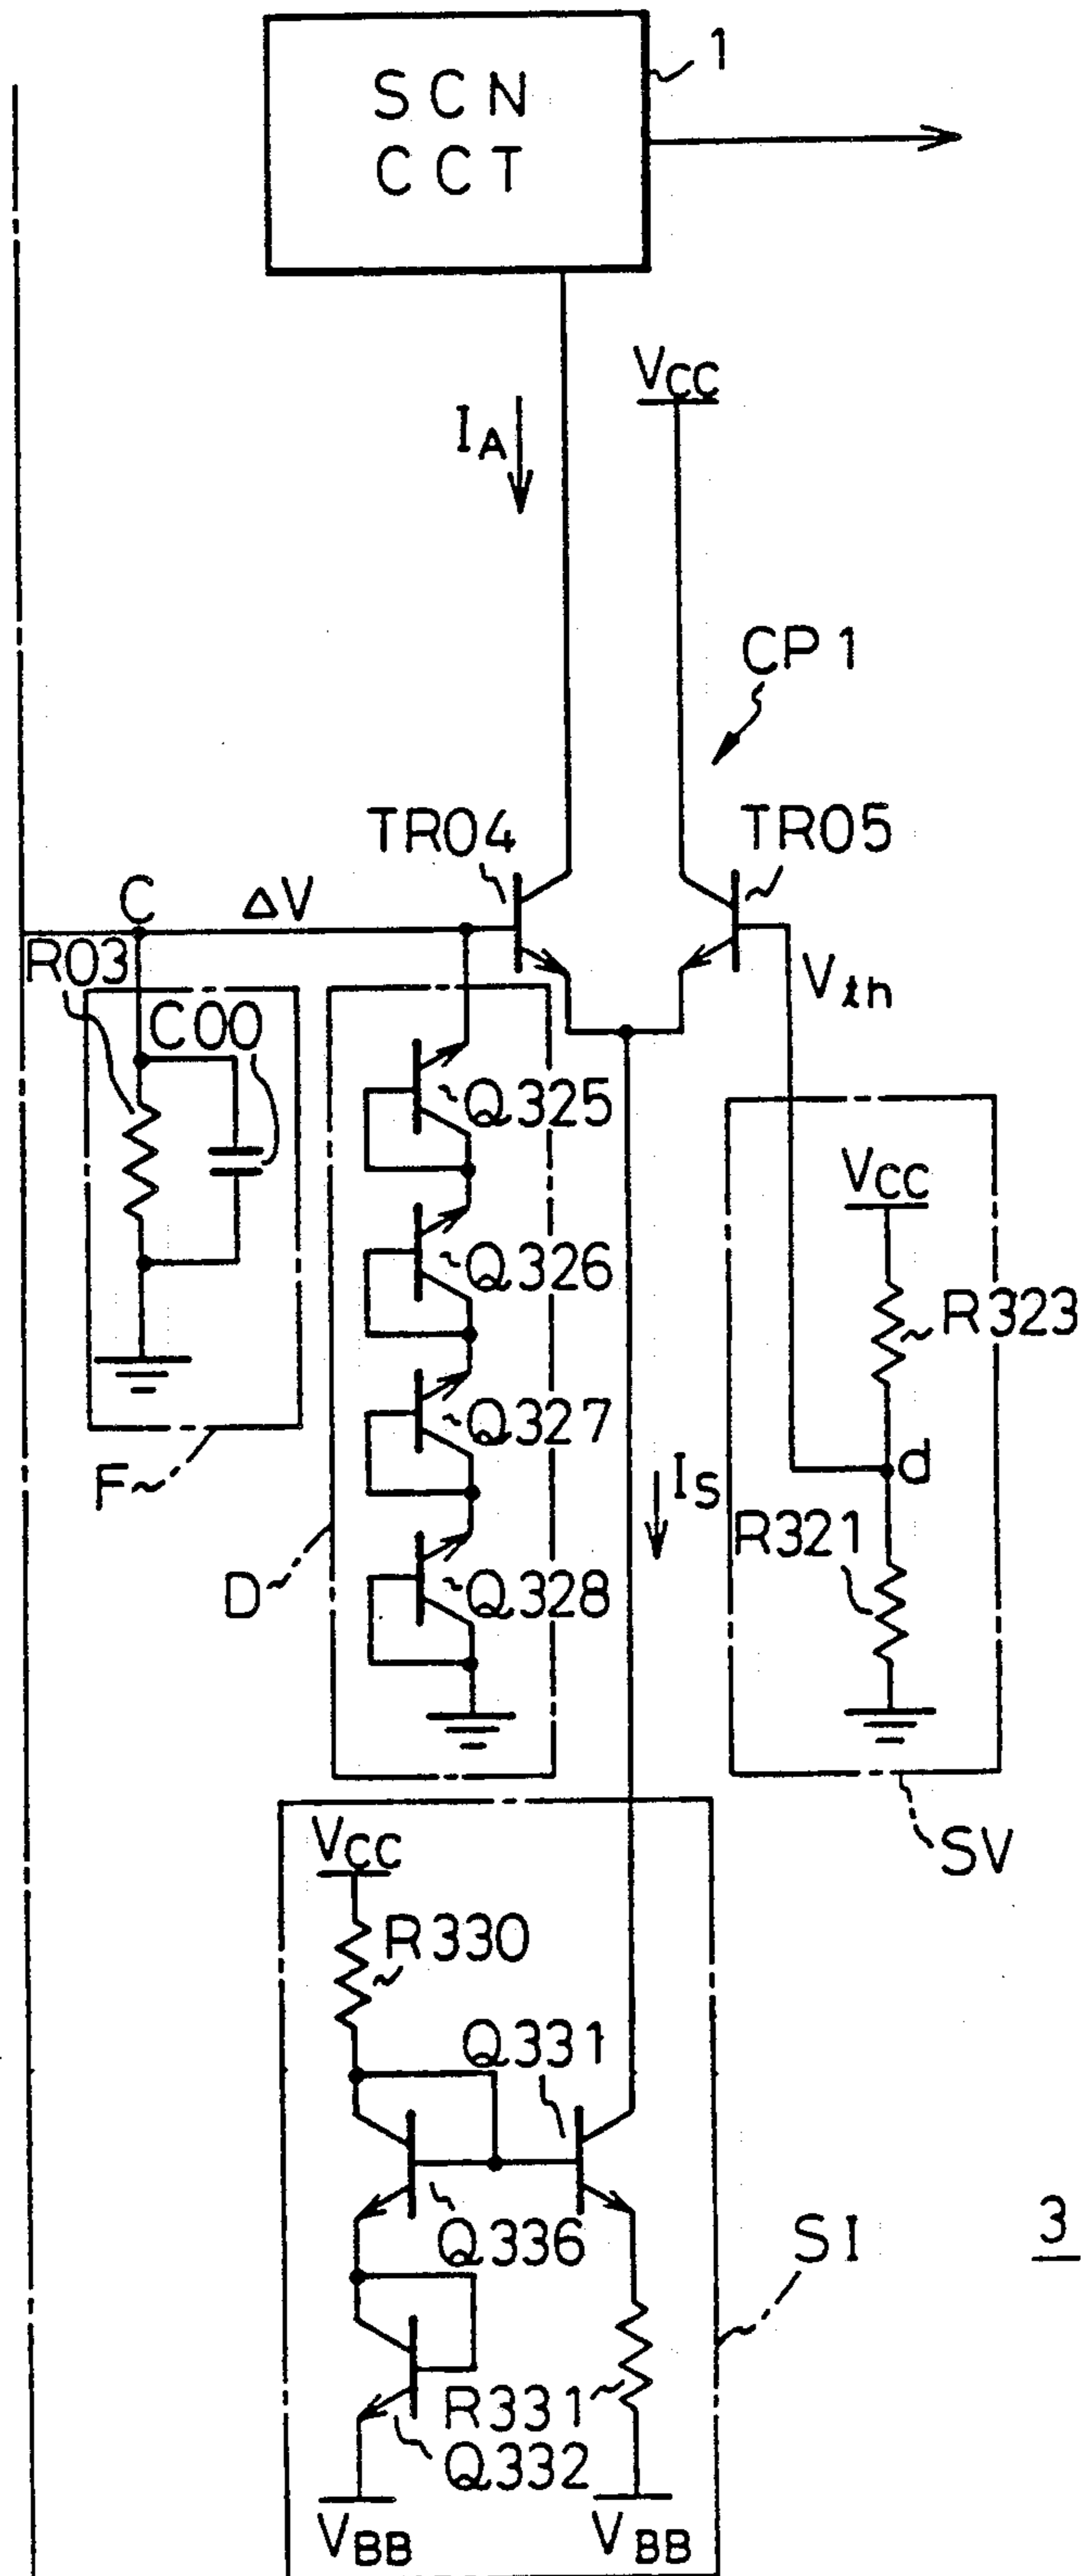 1
SCN
CCT
VCC
IA
CP1
TR04
TR05
C
ΔV
R03
C00
Vth
Q325
VCC
Q326
R323
Q327
d
F
IS
R321
D
Q328
SV
VCC
R330
Q331
Q336
SI
3
R331
Q332
VBB
VBB